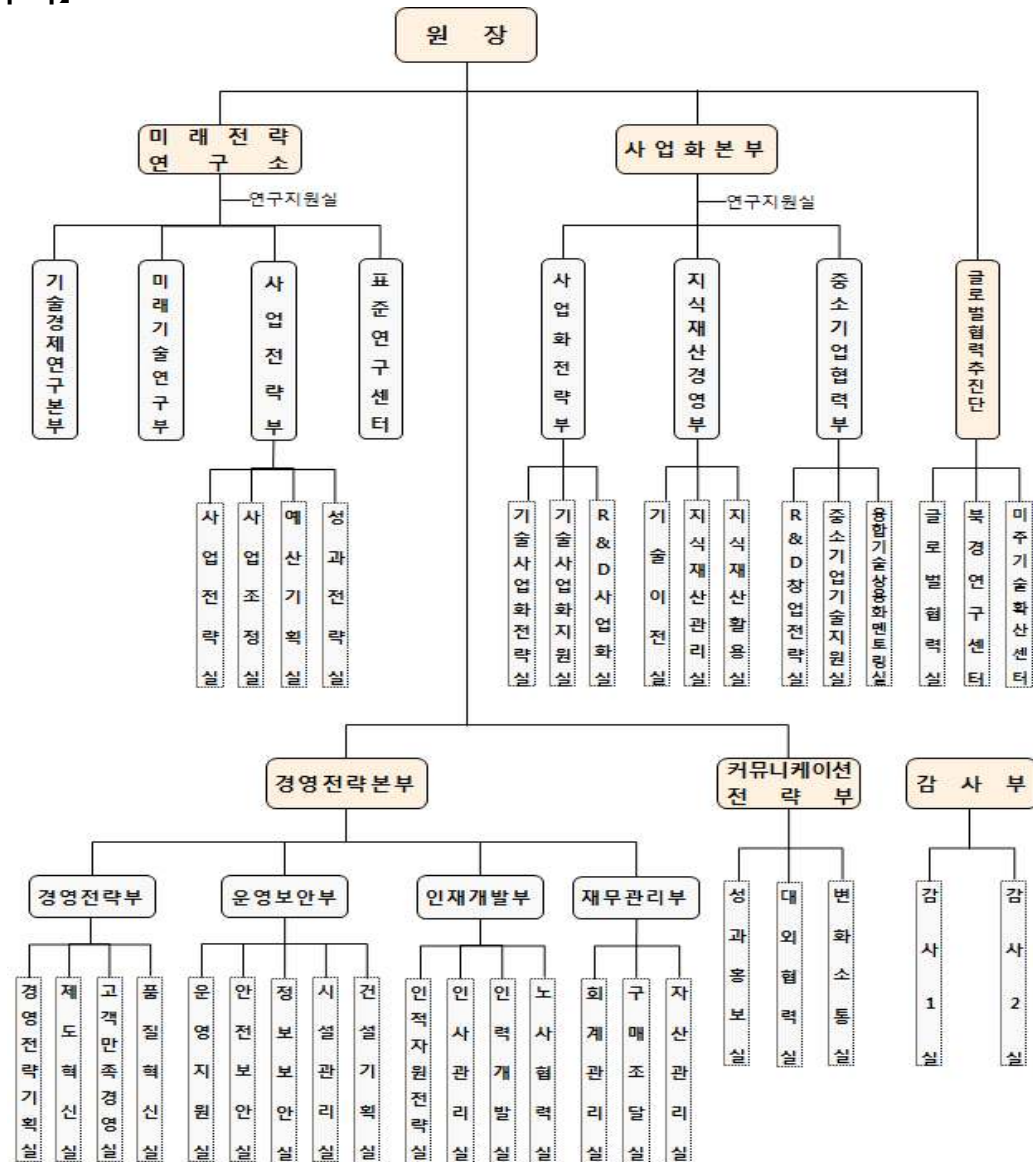 원 장
미 래 전 략
연 구 소
사 업 화 본 부
연구지원실
연구지원실
기술경제연구본부
미래기술연구부
사업전략부
표준연구센터
사업화전략부
지식재산경영부
중소기업협력부
글로벌협력추진단
사업전략실
사업조정실
예산기획실
성과전략실
기술사업화전략실
기술사업화지원실
R&D사업화실
기술이전실
지식재산관리실
지식재산활용실
R&D창업전략실
중소기업기술지원실
융합기술상용화멘토링실
글로벌협력실
북경연구센터
미주기술확산센터
경영전략본부
커뮤니케이션
전 략 부
감 사 부
경영전략부
운영보안부
인재개발부
재무관리부
성과홍보실
대외협력실
변화소통실
감사1실
감사2실
경영전략기획실
제도혁신실
고객만족경영실
품질혁신실
운영지원실
안전보안실
정보보안실
시설관리실
건설기획실
인적자원전략실
인사관리실
인력개발실
노사협력실
회계관리실
구매조달실
자산관리실